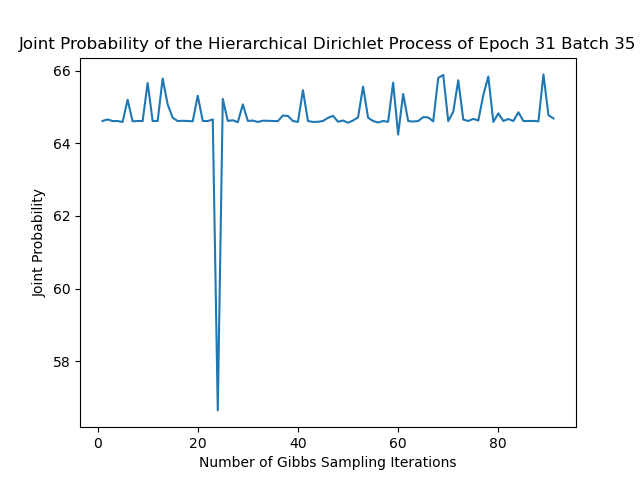 Joint Probability of the Hierarchical Dirichlet Process of Epoch 31 Batch 35
66
64
62
60
58
Joint Probability
0 20 40 60 80
Number of Gibbs Sampling Iterations